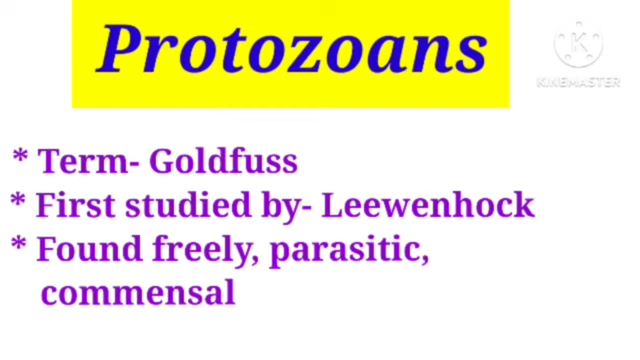 Protozoans
K
KINEMASTER
* Term- Goldfuss
* First studied by- Leewenhock
* Found freely, parasitic,
commensal